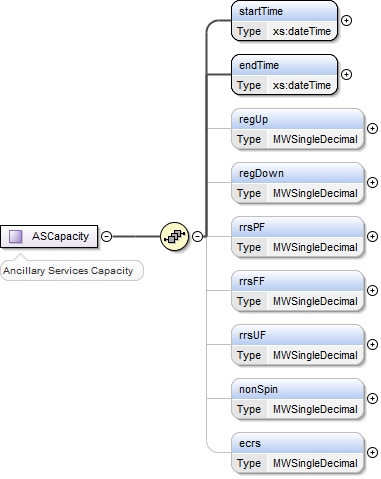 startTime
Type xs:dateTime
endTime
Type xs:dateTime
regUp
Type MWSingleDecimal
regDown
Type MWSingleDecimal
rrsPF
Type MWSingleDecimal
ASCapacity
Ancillary Services Capacity
rrsFF
Type MWSingleDecimal
rrsUF
Type MWSingleDecimal
nonSpin
Type MWSingleDecimal
ecrs
Type MWSingleDecimal